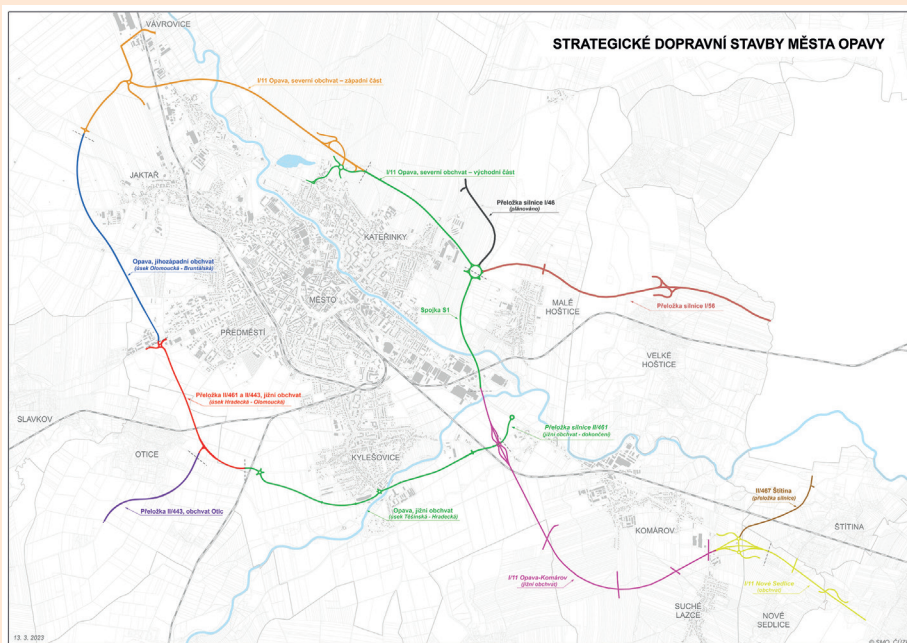 STRATEGICKÉ DOPRAVNÍ STAVBY MĚSTA OPAVY
VÁVROVICE
I/11 Opava, severní obchvat – západní část
JAKTAŘ
I/11 Opava, severní obchvat – východní část
Přeložka silnice I/46
(plánováno)
KATEŘINKY
Opava, jihozápadní obchvat
(úsek Olomoucká - Bruntálská)
MĚSTO
Spojka S1
MALÉ
HOŠTICE
Přeložka silnice I/56
PŘEDMĚSTÍ
VELKÉ
HOŠTICE
Přeložka II/461 a II/443, jižní obchvat
(úsek Hradecká - Olomoucká)
SLAVKOV
Přeložka silnice II/461
(jižní obchvat - dokončení)
OTICE
KYLEŠOVICE
II/467 Štítina
(přeložka silnice)
Přeložka II/443, obchvat Otic
Opava, jižní obchvat
(úsek Těšínská - Hradecká)
KOMÁROV
ŠTÍTINA
I/11 Opava-Komárov
(jižní obchvat)
I/11 Nové Sedlice
(obchvat)
SUCHÉ
LAZCE
NOVÉ
SEDLICE
13. 3. 2023
© SMO, ČÚZK